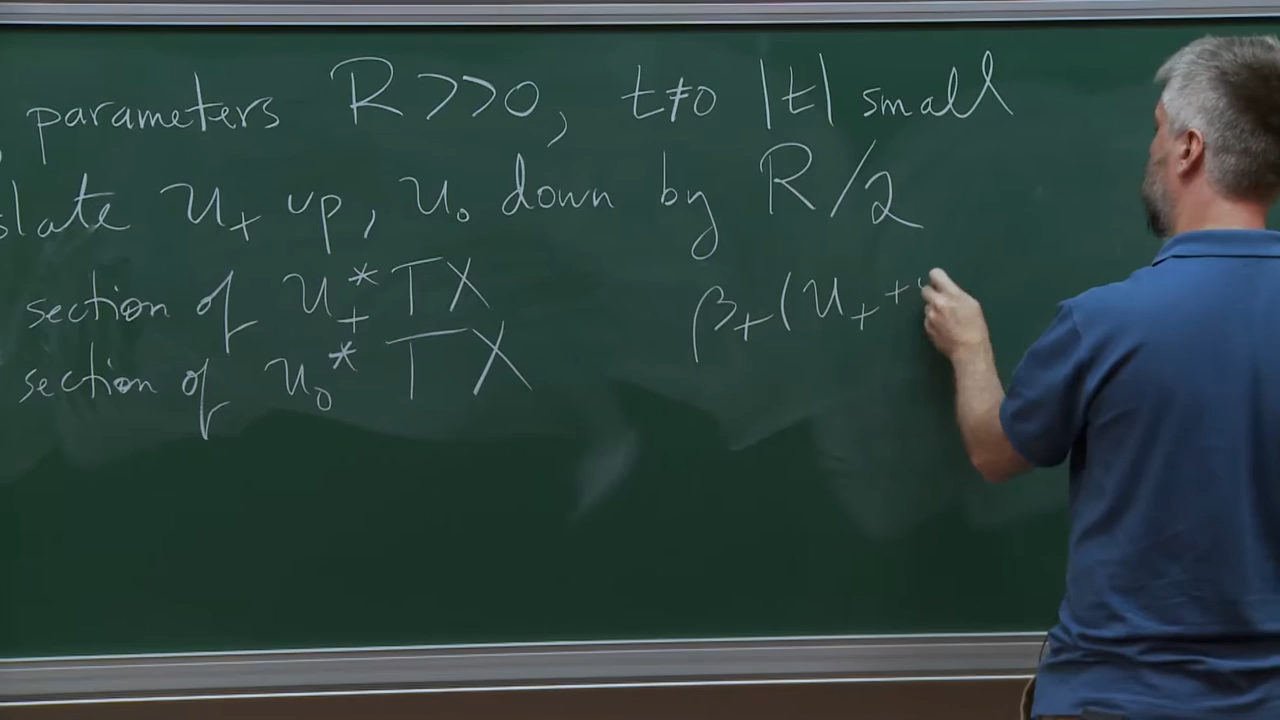 parameters R>>0, t≠0 |t| small
slate u₊ up, u₀ down by R/2
section of u₊*TX
section of u₀*TX
β₊(u₊+